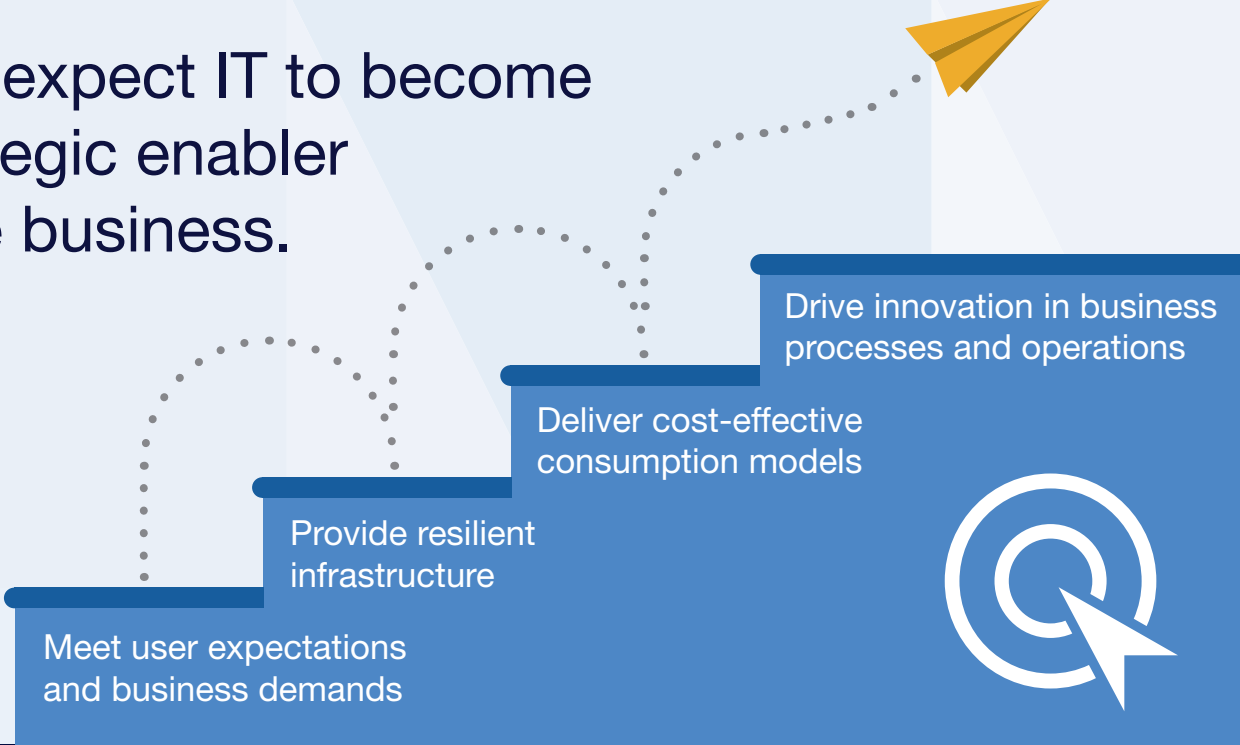 expect IT to become
egic enabler
business.
Drive innovation in business
processes and operations
Deliver cost-effective
consumption models
Provide resilient
infrastructure
Meet user expectations
and business demands